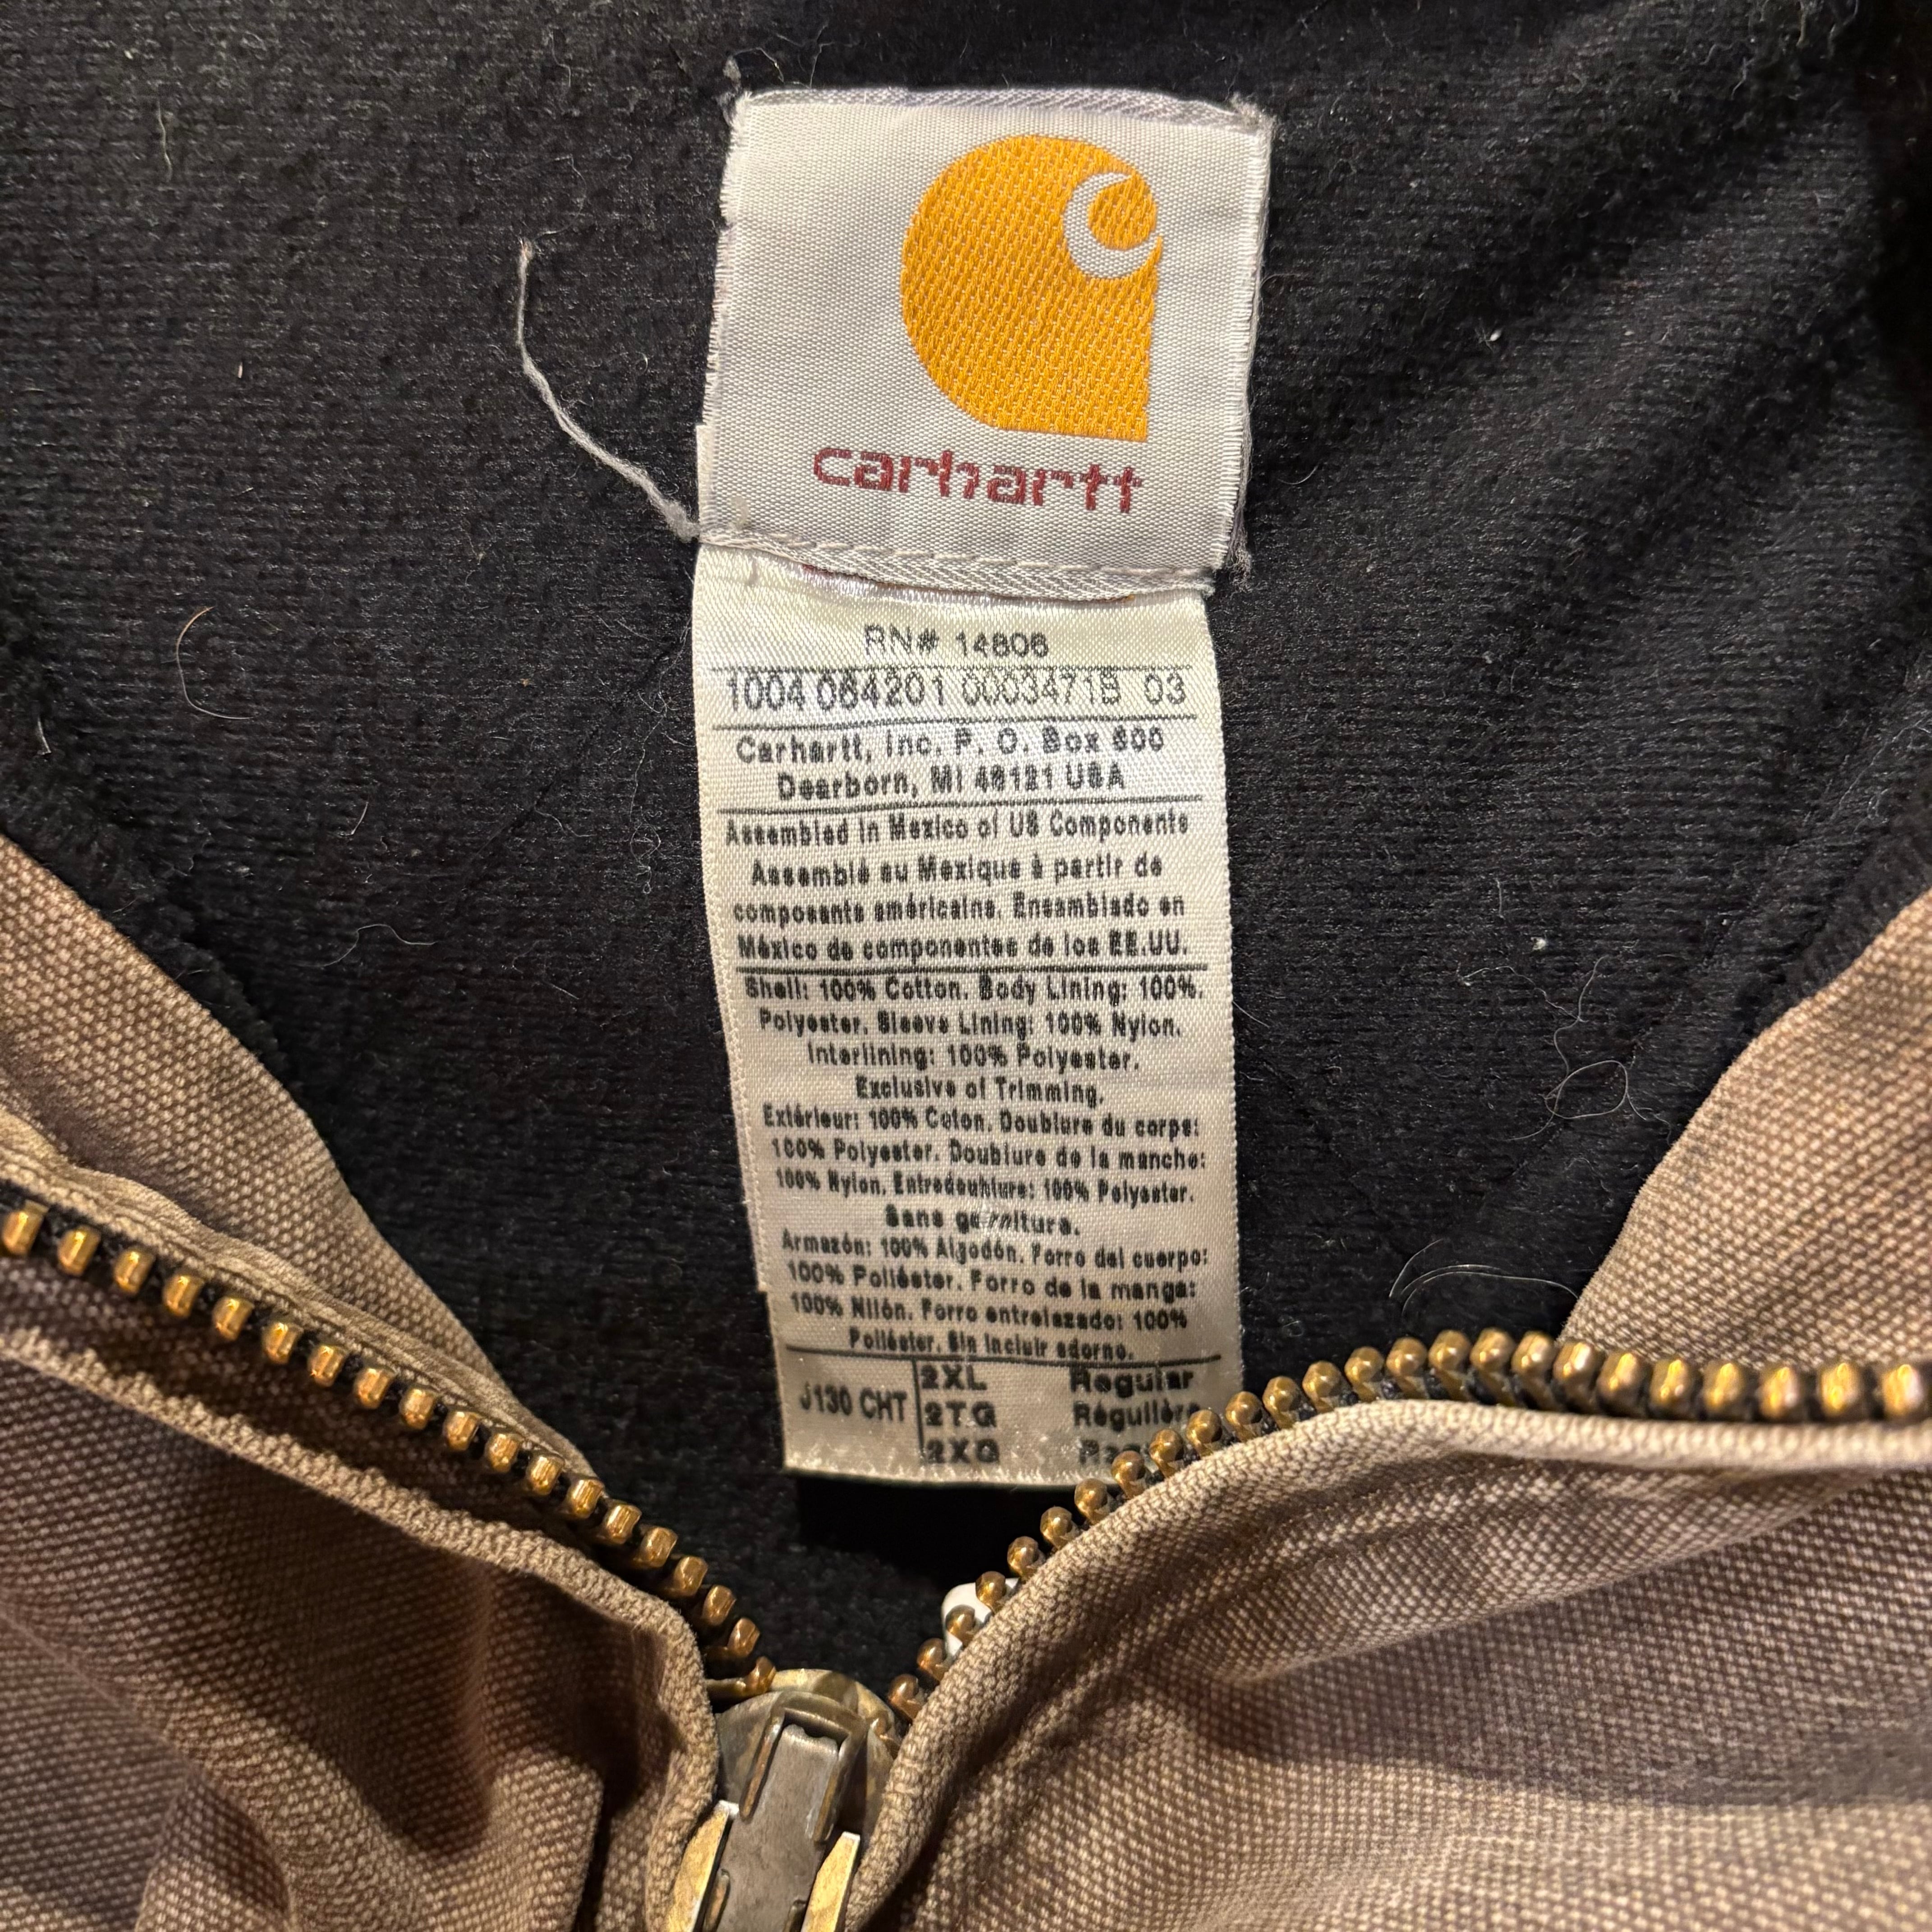 carhartt
RN# 14806
1004 064201 0003471B 03
Carhartt, Inc. P. O. Box 600
Dearborn, MI 48121 USA
Assembled in Mexico of US Components
Assemblé au Mexique à partir de
composants américains. Ensamblado en
México de componentes de los EE.UU.
Shell: 100% Cotton. Body Lining: 100%.
Polyester. Sleeve Lining: 100% Nylon.
Interlining: 100% Polyester.
Exclusive of Trimming.
Extérieur: 100% Coton. Doublure du corps:
100% Polyester. Doublure de la manche:
100% Nylon. Entredoublure: 100% Polyester.
Sans garniture.
Armazón: 100% Algodón. Forro del cuerpo:
100% Poliéster. Forro de la manga:
100% Nilón. Forro entrelazado: 100%
Poliéster. Sin incluir adorno.
J130 CHT
2XL Regular
2TG Régulière
2XG